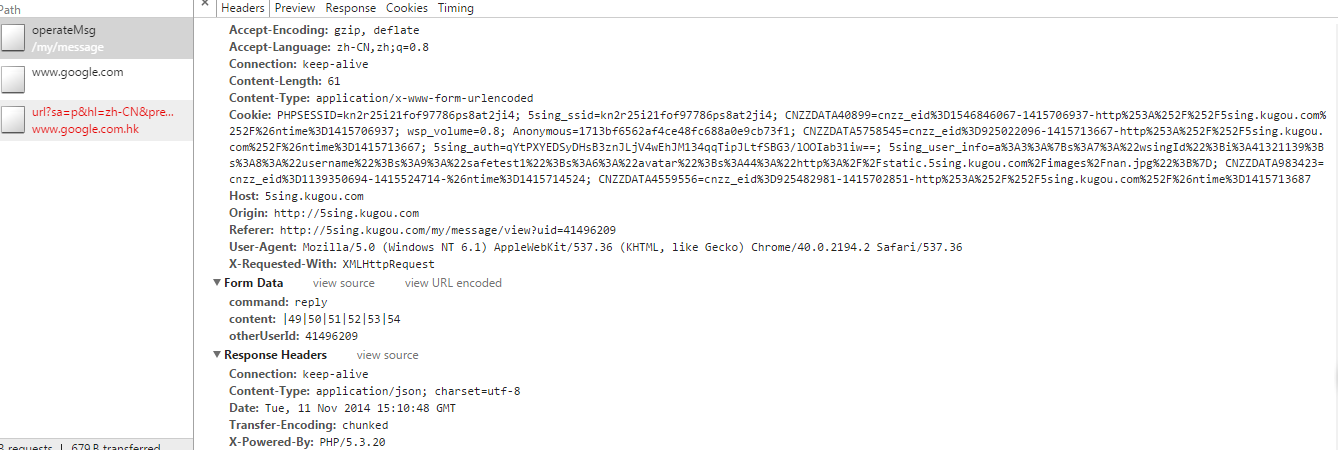 Path
× Headers Preview Response Cookies Timing
operateMsg
/my/message
www.google.com
url?sa=p&hl=zh-CN&pre...
www.google.com.hk
requests | 679 B transferred
Accept-Encoding: gzip, deflate
Accept-Language: zh-CN,zh;q=0.8
Connection: keep-alive
Content-Length: 61
Content-Type: application/x-www-form-urlencoded
Cookie: PHPSESSID=kn2r25i21fof97786ps8at2ji4; 5sing_ssid=kn2r25i21fof97786ps8at2ji4; CNZZDATA40899=cnzz_eid%3D1546846067-1415706937-http%253A%252F%252F5sing.kugou.com%
252F%26ntime%3D1415706937; wsp_volume=0.8; Anonymous=1713bf6562af4ce48fc688a0e9cb73f1; CNZZDATA5758545=cnzz_eid%3D925022096-1415713667-http%253A%252F%252F5sing.kugou.
com%252F%26ntime%3D1415713667; 5sing_auth=qYtPXYEDSyDHsB3znJLjV4wEhJM134qqTipJLtfSBG3/lOOIab31iw==; 5sing_user_info=a%3A3%3A%7Bs%3A7%3A%22wsingId%22%3Bi%3A41321139%3B
s%3A8%3A%22username%22%3Bs%3A9%3A%22safetest1%22%3Bs%3A6%3A%22avatar%22%3Bs%3A44%3A%22http%3A%2F%2Fstatic.5sing.kugou.com%2Fimages%2Fnan.jpg%22%3B%7D; CNZZDATA983423=
cnzz_eid%3D1139350694-1415524714-%26ntime%3D1415714524; CNZZDATA4559556=cnzz_eid%3D925482981-1415702851-http%253A%252F%252F5sing.kugou.com%252F%26ntime%3D1415713687
Host: 5sing.kugou.com
Origin: http://5sing.kugou.com
Referer: http://5sing.kugou.com/my/message/view?uid=41496209
User-Agent: Mozilla/5.0 (Windows NT 6.1) AppleWebKit/537.36 (KHTML, like Gecko) Chrome/40.0.2194.2 Safari/537.36
X-Requested-With: XMLHttpRequest
▼ Form Data view source view URL encoded
command: reply
content: |49|50|51|52|53|54
otherUserId: 41496209
▼ Response Headers view source
Connection: keep-alive
Content-Type: application/json; charset=utf-8
Date: Tue, 11 Nov 2014 15:10:48 GMT
Transfer-Encoding: chunked
X-Powered-By: PHP/5.3.20